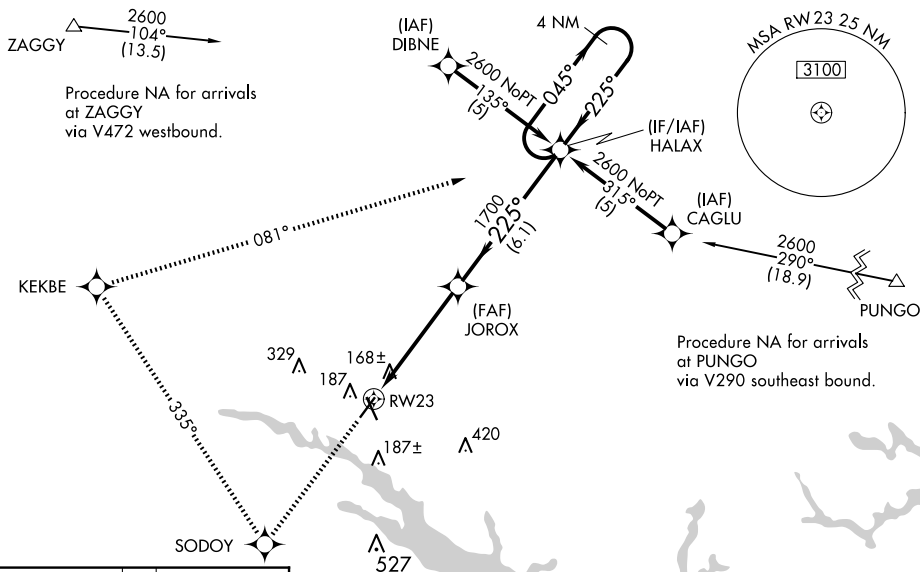 ZAGGY
2600
104°
(13.5)
Procedure NA for arrivals
at ZAGGY
via V472 westbound.
(IAF)
DIBNE
2600 NoPT
135°
(5)
4 NM
045°
225°
MSA RW 23 25 NM
3100
(IF/IAF)
HALAX
2600 NoPT
315°
(5)
(IAF)
CAGLU
1700
225°
(6.1)
2600
290°
(18.9)
PUNGO
Procedure NA for arrivals
at PUNGO
via V290 southeast bound.
081°
KEKBE
(FAF)
JOROX
329
168±
187
RW23
335°
187±
420
SODOY
527